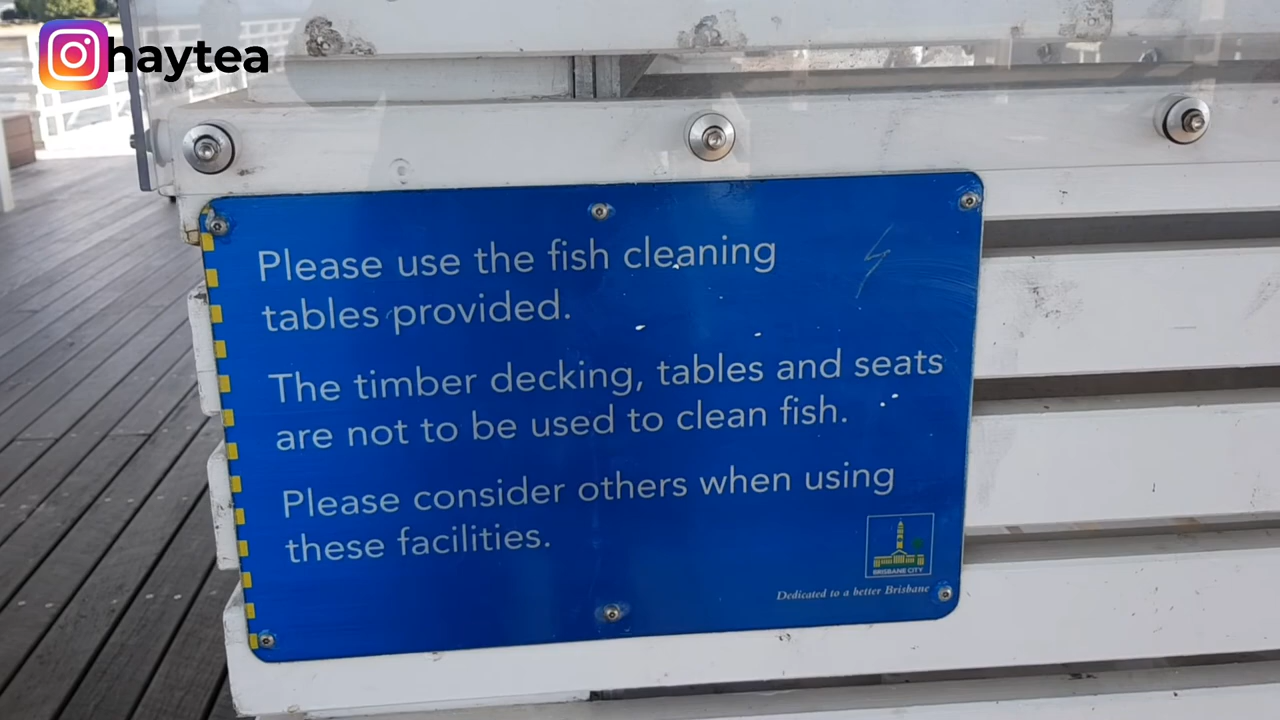 haytea
Please use the fish cleaning
tables provided.
The timber decking, tables and seats
are not to be used to clean fish.
Please consider others when using
these facilities.
BRISBANE CITY
Dedicated to a better Brisbane